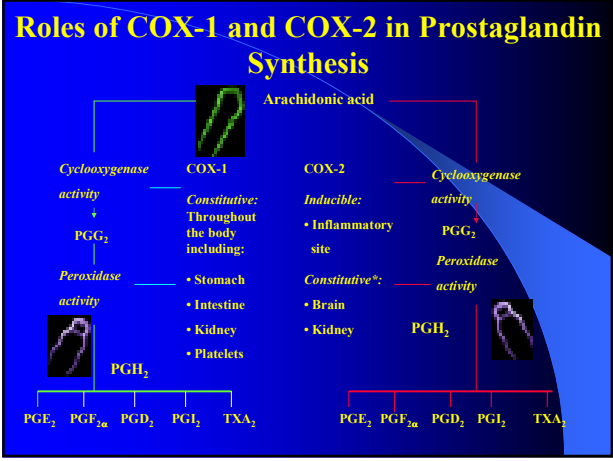 Roles of COX-1 and COX-2 in Prostaglandin
Synthesis
Arachidonic acid
Cyclooxygenase
activity
PGG₂
Peroxidase
activity
PGH₂
PGE₂ PGF₂α PGD₂ PGI₂ TXA₂
COX-1
Constitutive:
Throughout
the body
including:
• Stomach
• Intestine
• Kidney
• Platelets
COX-2
Inducible:
• Inflammatory
site
Constitutive*:
• Brain
• Kidney
Cyclooxygenase
activity
PGG₂
Peroxidase
activity
PGH₂
PGE₂ PGF₂α PGD₂ PGI₂ TXA₂